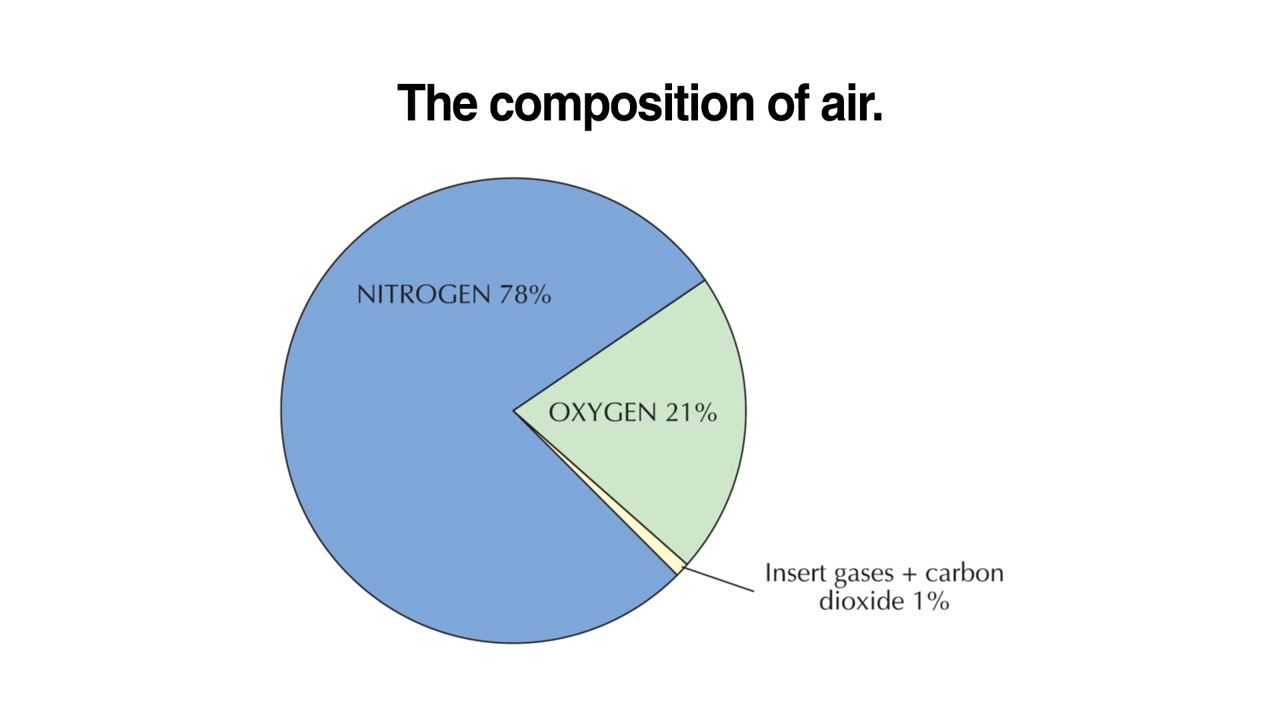 The composition of air.
NITROGEN 78%
OXYGEN 21%
Insert gases + carbon
dioxide 1%